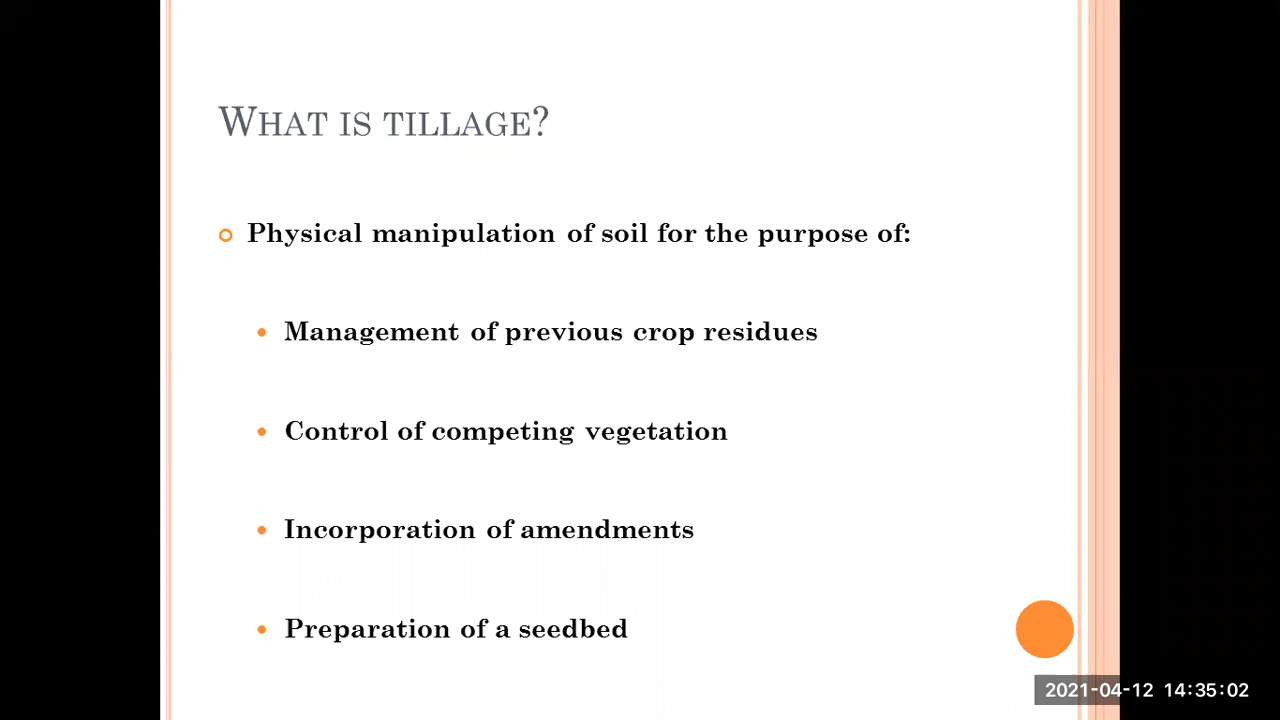 What is tillage?
Physical manipulation of soil for the purpose of:
Management of previous crop residues
Control of competing vegetation
Incorporation of amendments
Preparation of a seedbed
2021-04-12 14:35:02